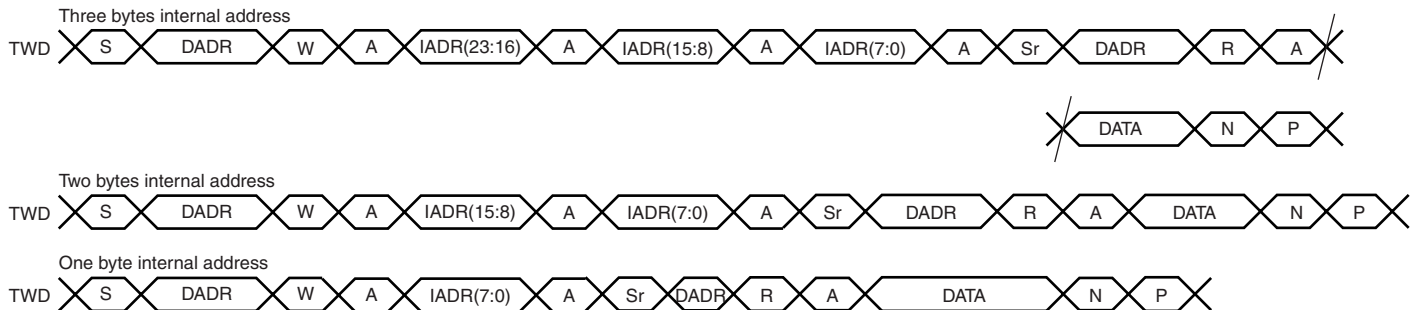 Three bytes internal address
TWD S DADR W A IADR(23:16) A IADR(15:8) A IADR(7:0) A Sr DADR R A
DATA N P
Two bytes internal address
TWD S DADR W A IADR(15:8) A IADR(7:0) A Sr DADR R A DATA N P
One byte internal address
TWD S DADR W A IADR(7:0) A Sr DADR R A DATA N P